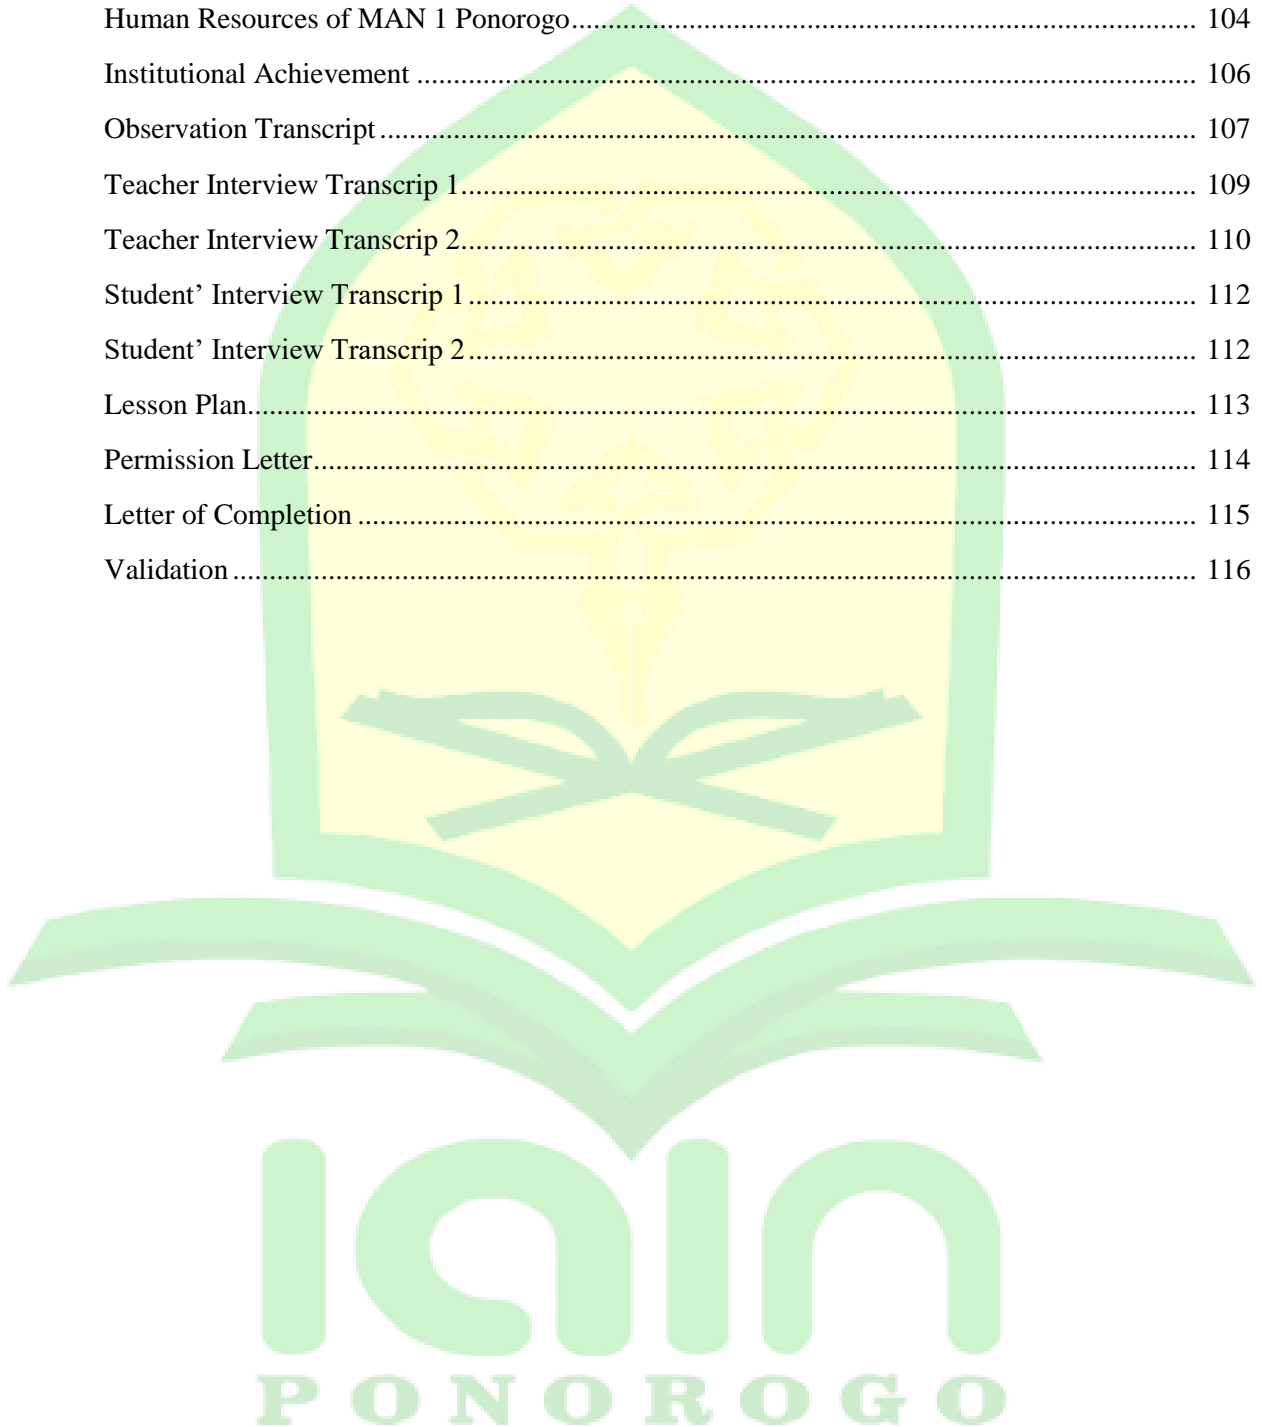 Human Resources of MAN 1 Ponorogo................................................................................... 104
Institutional Achievement ......................................................................................................... 106
Observation Transcript.............................................................................................................. 107
Teacher Interview Transcrip 1................................................................................................... 109
Teacher Interview Transcrip 2................................................................................................... 110
Student’ Interview Transcrip 1.................................................................................................. 112
Student’ Interview Transcrip 2.................................................................................................. 112
Lesson Plan................................................................................................................................ 113
Permission Letter....................................................................................................................... 114
Letter of Completion ................................................................................................................. 115
Validation .................................................................................................................................. 116
iain
PONOROGO